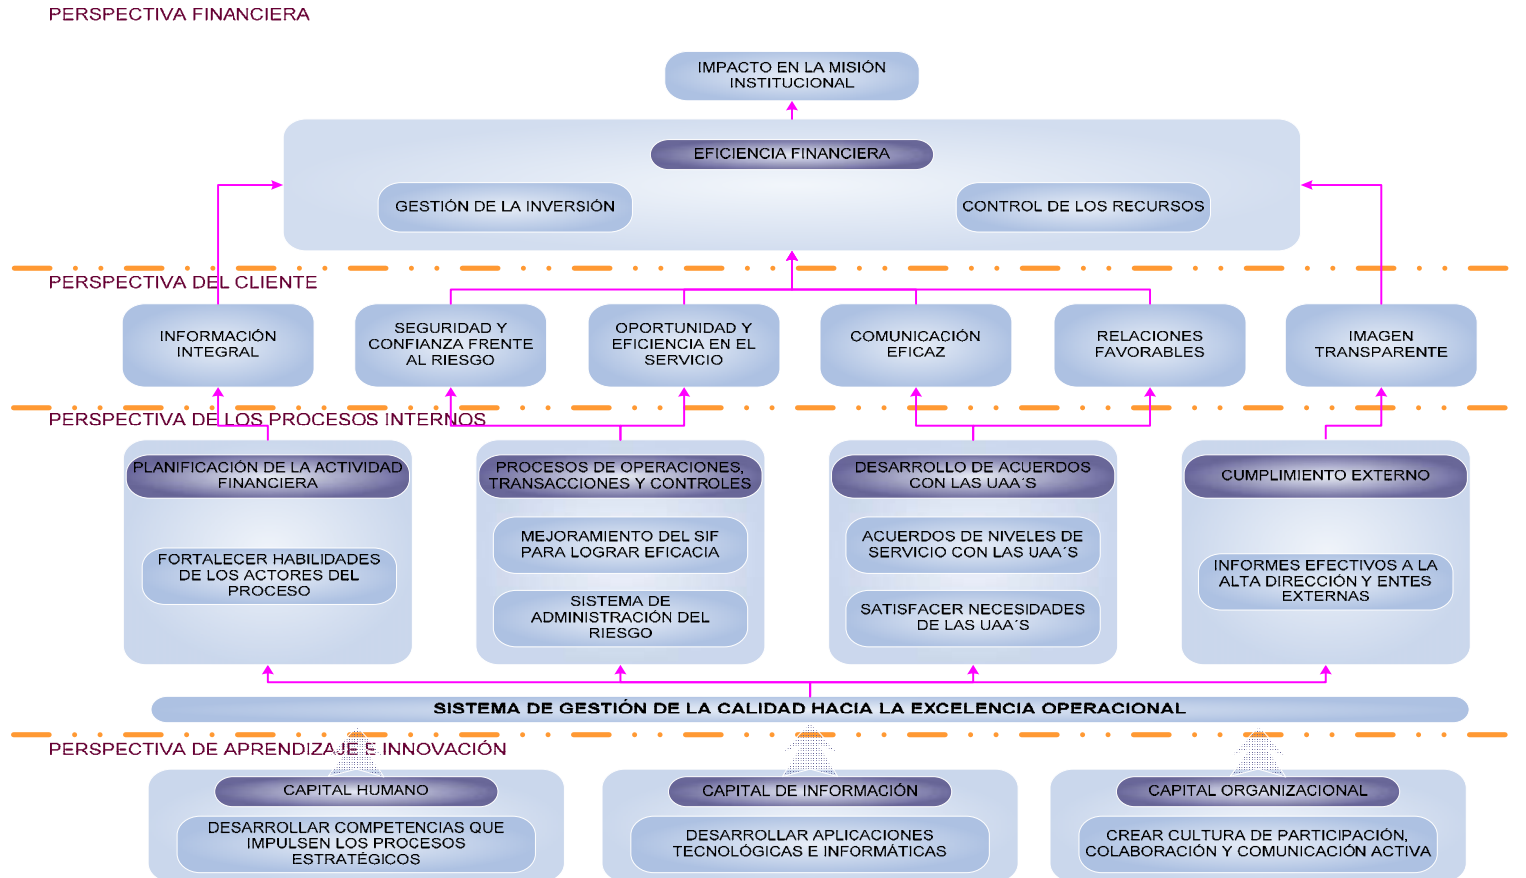 PERSPECTIVA FINANCIERA
IMPACTO EN LA MISIÓN
INSTITUCIONAL
EFICIENCIA FINANCIERA
GESTIÓN DE LA INVERSIÓN
CONTROL DE LOS RECURSOS
PERSPECTIVA DEL CLIENTE
INFORMACIÓN
INTEGRAL
SEGURIDAD Y
CONFIANZA FRENTE
AL RIESGO
OPORTUNIDAD Y
EFICIENCIA EN EL
SERVICIO
COMUNICACIÓN
EFICAZ
RELACIONES
FAVORABLES
IMAGEN
TRANSPARENTE
PERSPECTIVA DE LOS PROCESOS INTERNOS
PLANIFICACIÓN DE LA ACTIVIDAD
FINANCIERA
FORTALECER HABILIDADES
DE LOS ACTORES DEL
PROCESO
PROCESOS DE OPERACIONES,
TRANSACCIONES Y CONTROLES
MEJORAMIENTO DEL SIF
PARA LOGRAR EFICACIA
SISTEMA DE
ADMINISTRACIÓN DEL
RIESGO
DESARROLLO DE ACUERDOS
CON LAS UAA´S
ACUERDOS DE NIVELES DE
SERVICIO CON LAS UAA´S
SATISFACER NECESIDADES
DE LAS UAA´S
CUMPLIMIENTO EXTERNO
INFORMES EFECTIVOS A LA
ALTA DIRECCIÓN Y ENTES
EXTERNAS
SISTEMA DE GESTIÓN DE LA CALIDAD HACIA LA EXCELENCIA OPERACIONAL
PERSPECTIVA DE APRENDIZAJE E INNOVACIÓN
CAPITAL HUMANO
DESARROLLAR COMPETENCIAS QUE
IMPULSEN LOS PROCESOS
ESTRATÉGICOS
CAPITAL DE INFORMACIÓN
DESARROLLAR APLICACIONES
TECNOLÓGICAS E INFORMÁTICAS
CAPITAL ORGANIZACIONAL
CREAR CULTURA DE PARTICIPACIÓN,
COLABORACIÓN Y COMUNICACIÓN ACTIVA